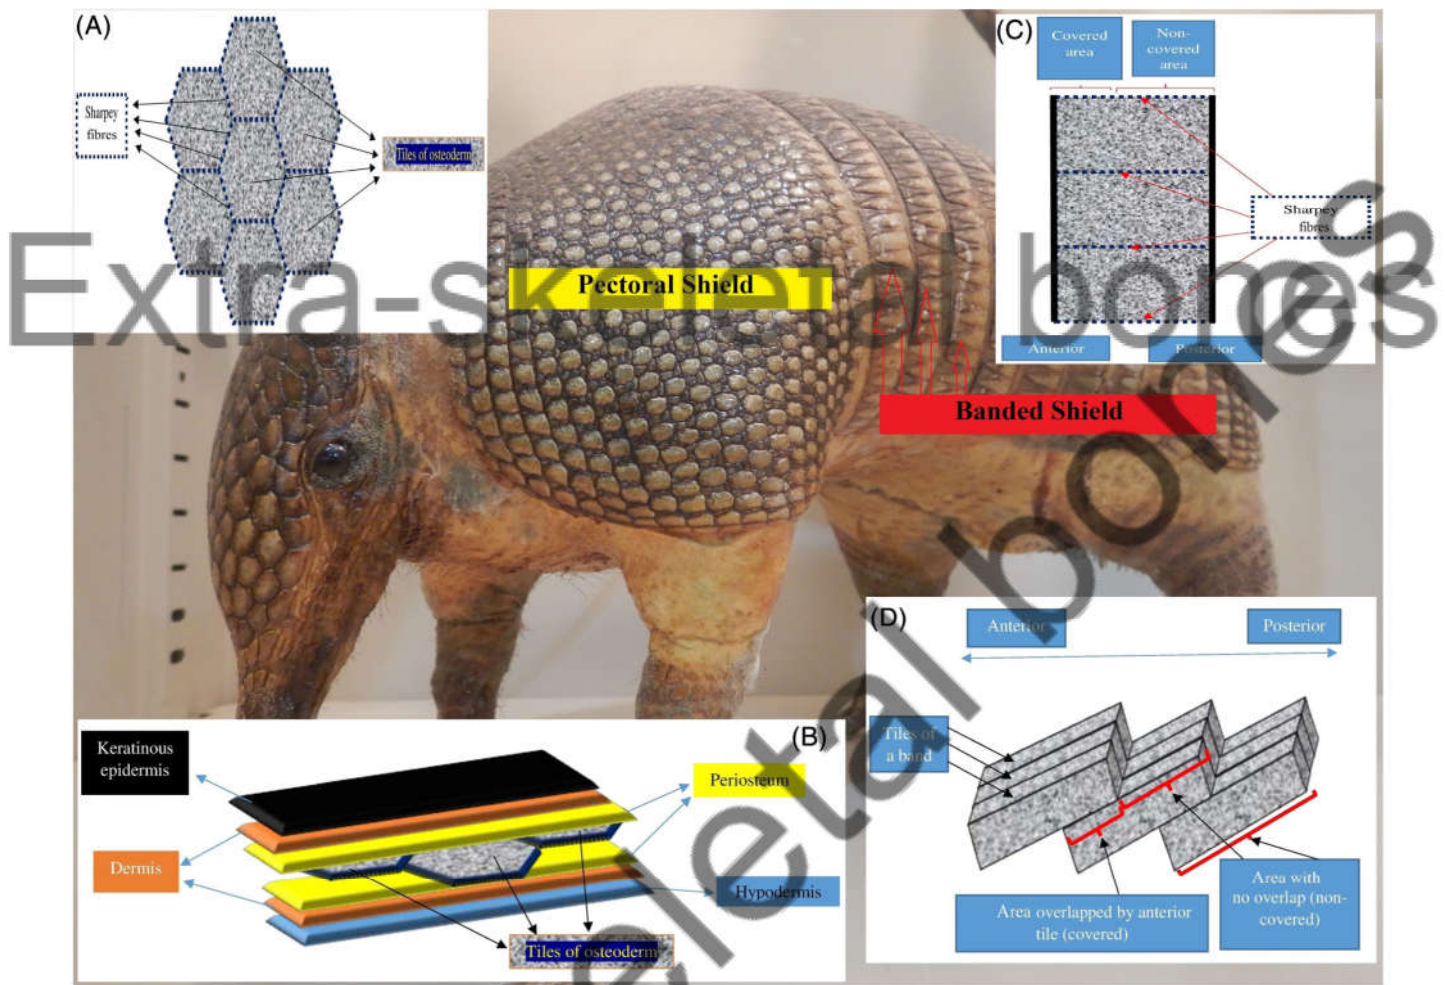 (A)
Sharpey
fibres
Tiles of osteoderm
(C)
Covered
area
Non-
covered
area
Sharpey
fibres
Anterior
Posterior
Extra-skeletal bones
Pectoral Shield
Banded Shield
(B)
Keratinous
epidermis
Periosteum
Dermis
Hypodermis
Tiles of osteoderm
(D)
Anterior
Posterior
Tiles of
a band
Area overlapped by anterior
tile (covered)
Area with
no overlap (non-
covered)
eletal bones